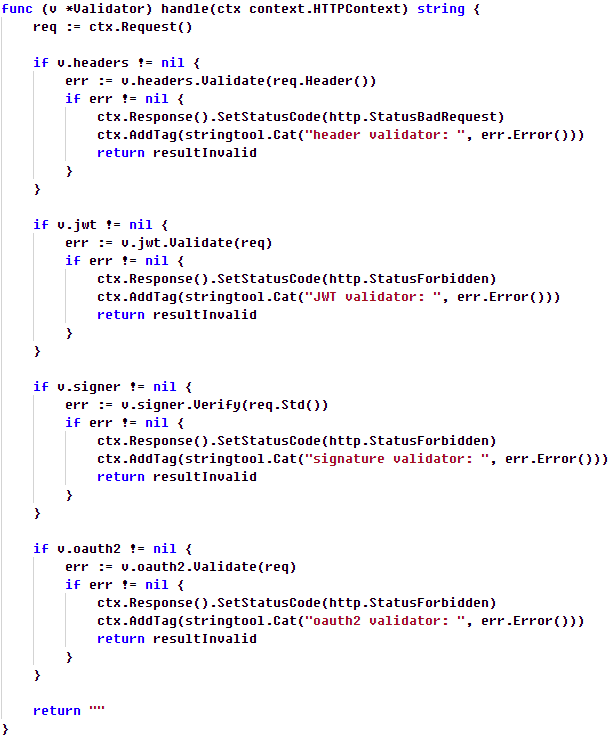 func (v *Validator) handle(ctx context.HTTPContext) string {
    req := ctx.Request()

    if v.headers != nil {
        err := v.headers.Validate(req.Header())
        if err != nil {
            ctx.Response().SetStatusCode(http.StatusBadRequest)
            ctx.AddTag(stringtool.Cat("header validator: ", err.Error()))
            return resultInvalid
        }
    }

    if v.jwt != nil {
        err := v.jwt.Validate(req)
        if err != nil {
            ctx.Response().SetStatusCode(http.StatusForbidden)
            ctx.AddTag(stringtool.Cat("JWT validator: ", err.Error()))
            return resultInvalid
        }
    }

    if v.signer != nil {
        err := v.signer.Verify(req.Std())
        if err != nil {
            ctx.Response().SetStatusCode(http.StatusForbidden)
            ctx.AddTag(stringtool.Cat("signature validator: ", err.Error()))
            return resultInvalid
        }
    }

    if v.oauth2 != nil {
        err := v.oauth2.Validate(req)
        if err != nil {
            ctx.Response().SetStatusCode(http.StatusForbidden)
            ctx.AddTag(stringtool.Cat("oauth2 validator: ", err.Error()))
            return resultInvalid
        }
    }

    return ""
}